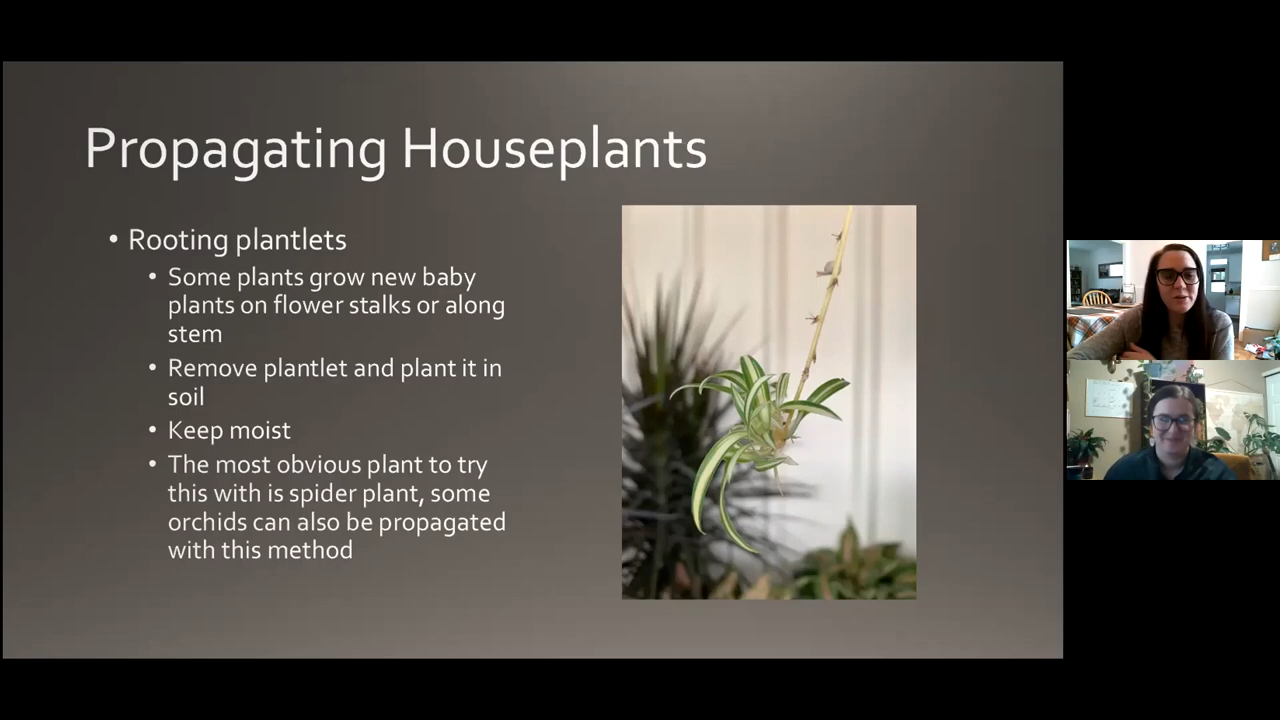 Propagating Houseplants
• Rooting plantlets
• Some plants grow new baby
plants on flower stalks or along
stem
• Remove plantlet and plant it in
soil
• Keep moist
• The most obvious plant to try
this with is spider plant, some
orchids can also be propagated
with this method